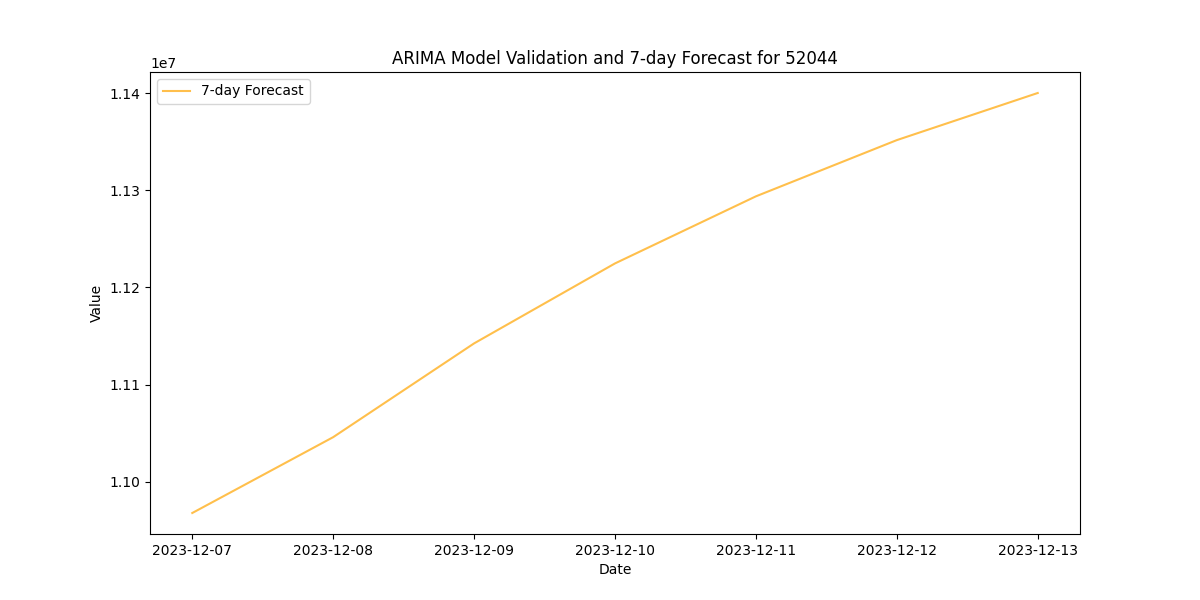 ARIMA Model Validation and 7-day Forecast for 52044
1e7
7-day Forecast
1.14
1.13
1.12
1.11
1.10
Value
2023-12-07 2023-12-08 2023-12-09 2023-12-10 2023-12-11 2023-12-12 2023-12-13
Date